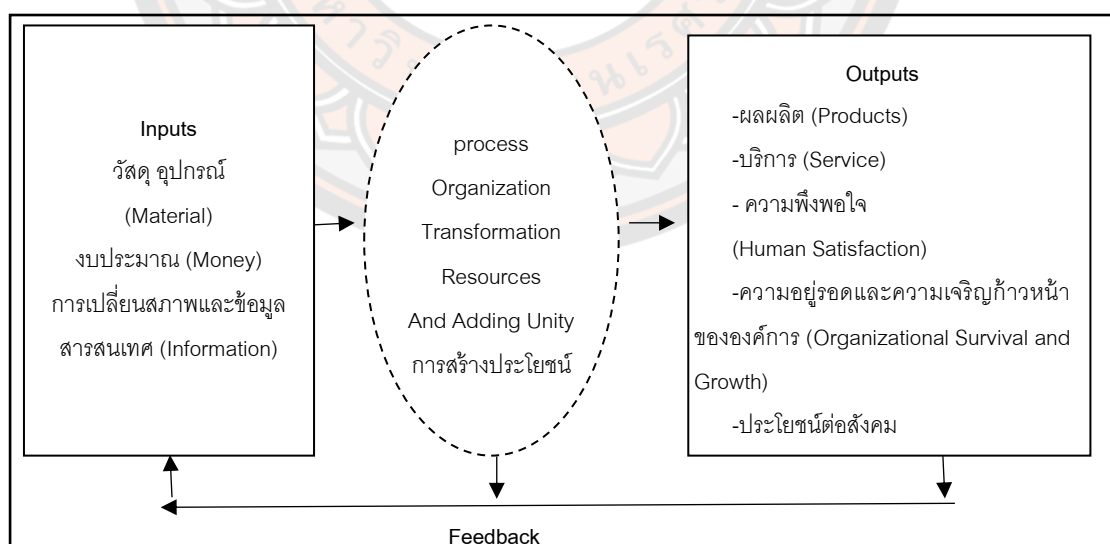 Inputs
วัสดุ อุปกรณ์
(Material)
งบประมาณ (Money)
การเปลี่ยนสภาพและข้อมูล
สารสนเทศ (Information)
process
Organization
Transformation
Resources
And Adding Unity
การสร้างประโยชน์
Outputs
-ผลผลิต (Products)
-บริการ (Service)
- ความพึงพอใจ
(Human Satisfaction)
-ความอยู่รอดและความเจริญก้าวหน้า
ขององค์การ (Organizational Survival and
Growth)
-ประโยชน์ต่อสังคม
Feedback